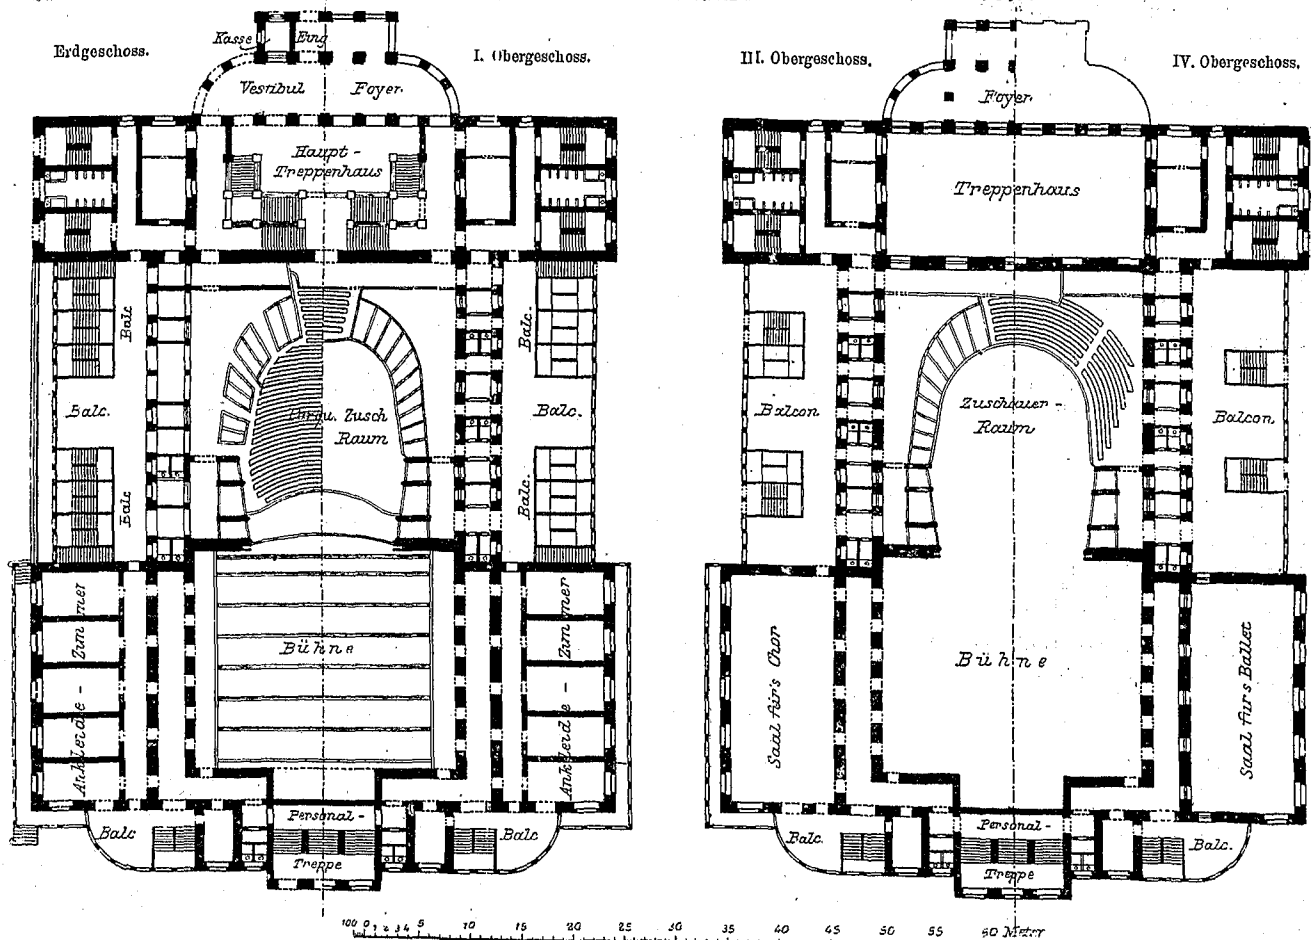 Erdgeschoss.
Kasse
Eing
I. Obergeschoss.
Vestibul
Foyer.
Haupt-
Treppenhaus
Balc
Balc.
Balc.
Balc.
Zusch
Raum
Balc
Balc.
Bühne
Ankleide - Zimmer
Ankleide - Zimmer
Balc
Personal-
Treppe
Balc
III. Obergeschoss.
IV. Obergeschoss.
Foyer.
Treppenhaus
Balcon
Zuschauer-
Raum
Balcon.
Bühne
Saal für's Chor
Saal fürs Ballet
Balc.
Personal-
Treppe
Balc.
100 0 1 2 3 4 5 10 15 20 25 30 35 40 45 50 55 60 Meter